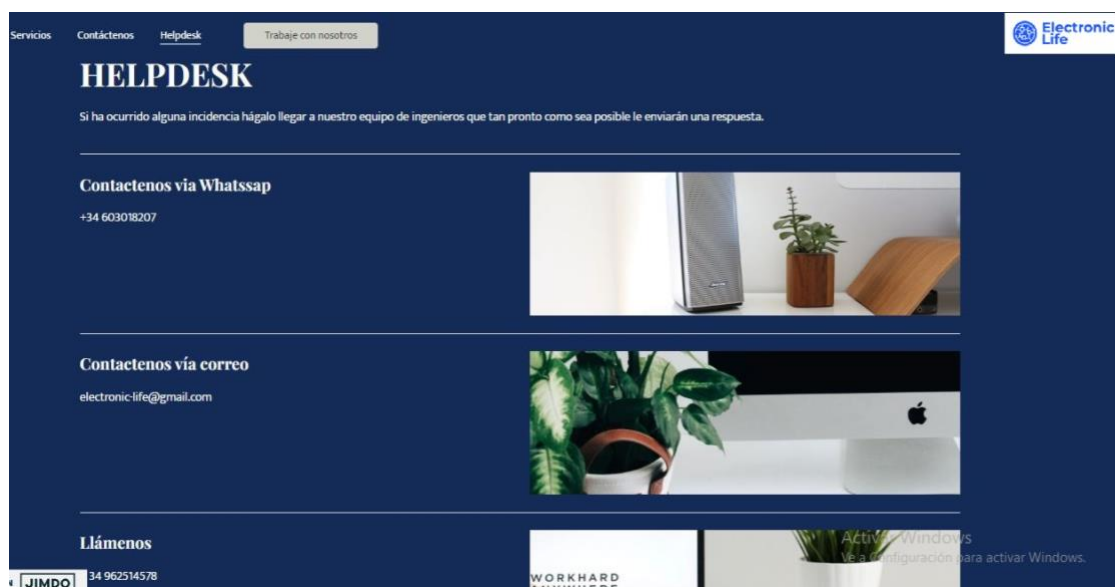 Servicios Contáctenos Helpdesk Trabaje con nosotros
Electronic
Life
HELPDESK
Si ha ocurrido alguna incidencia hágalo llegar a nuestro equipo de ingenieros que tan pronto como sea posible le enviarán una respuesta.
Contactenos via Whatssap
+34 603018207
Contactenos vía correo
electronic-life@gmail.com
Llámenos
34 962514578
WORKHARD
Activar Windows
Ve a Configuración para activar Windows.
JIMDO